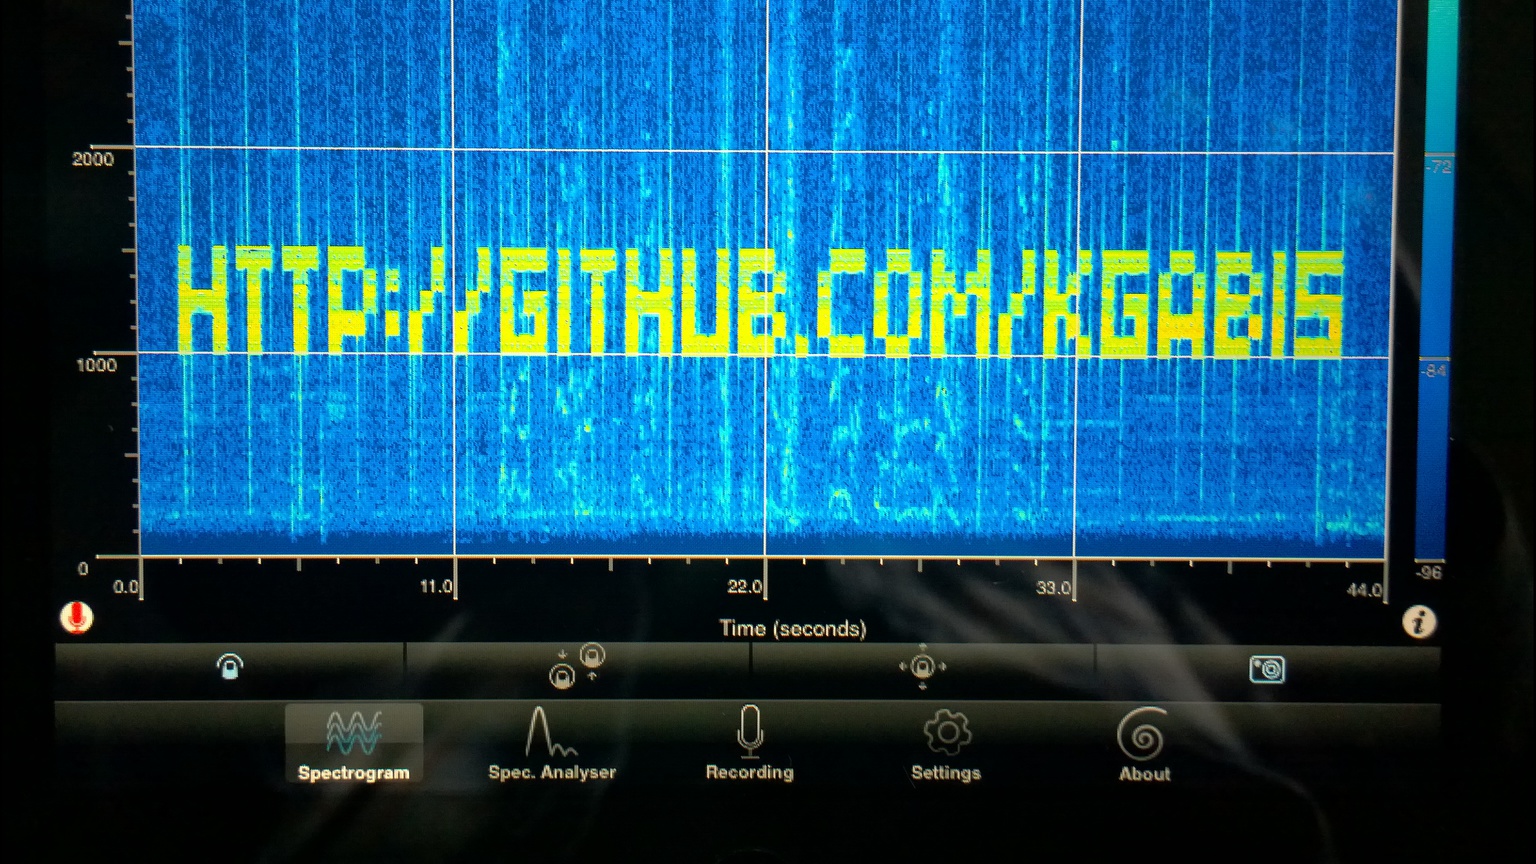 2000
-72
HTTP://GITHUB.COM/KGABIS
1000
-84
0
0.0
11.0
22.0
33.0
44.0
-96
Time (seconds)
i
Spectrogram
Spec. Analyser
Recording
Settings
About